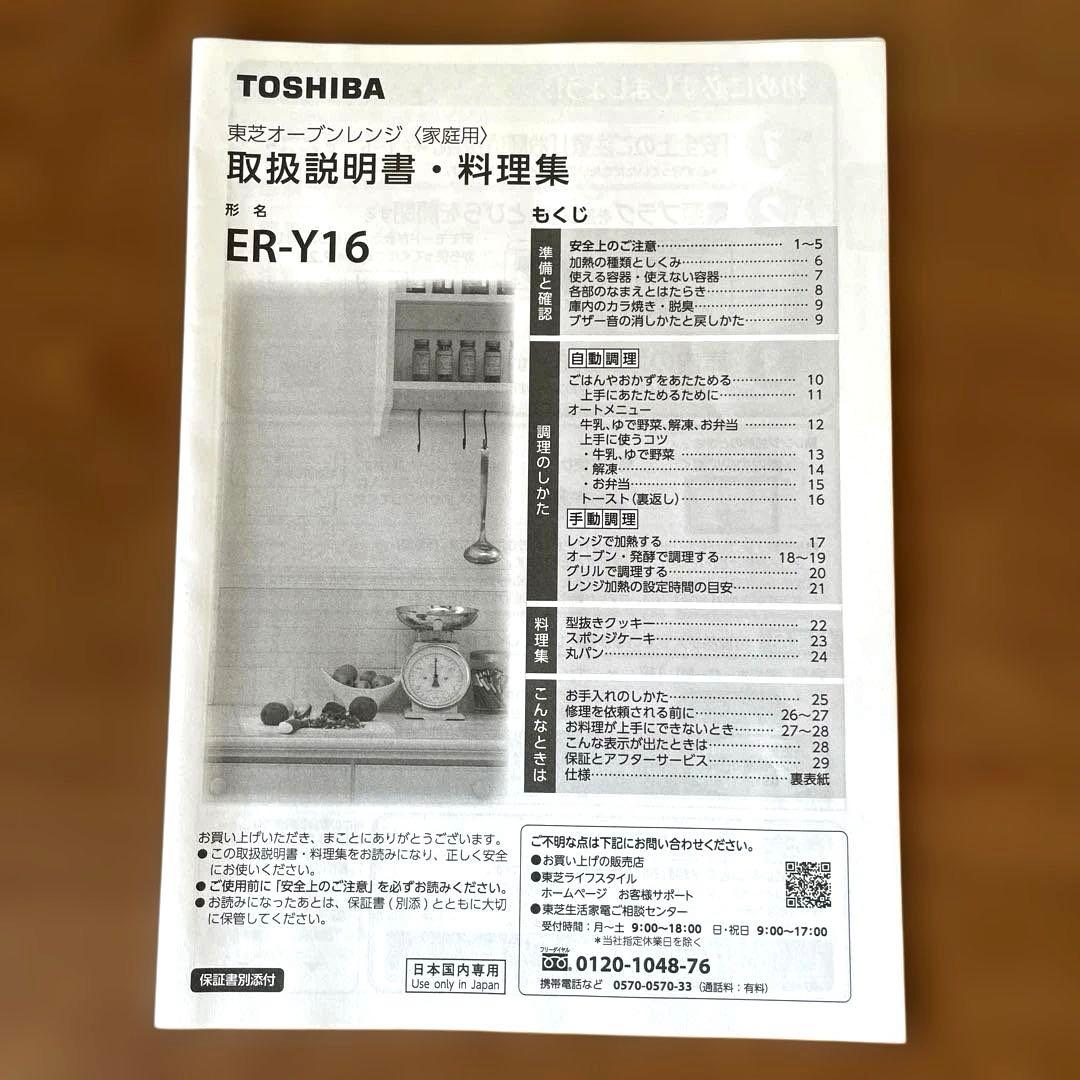 TOSHIBA
東芝オーブンレンジ〈家庭用〉
取扱説明書・料理集
形名
ER-Y16
もくじ
準備と確認
安全上のご注意 1〜5
加熱の種類としくみ 6
使える容器・使えない容器 7
各部のなまえとはたらき 8
庫内のカラ焼き・脱臭 9
ブザー音の消しかたと戻しかた 9
調理のしかた
自動調理
ごはんやおかずをあたためる 10
上手にあたためるために 11
オートメニュー
牛乳、ゆで野菜、解凍、お弁当 12
上手に使うコツ
・牛乳、ゆで野菜 13
・解凍 14
・お弁当 15
トースト(裏返し) 16
手動調理
レンジで加熱する 17
オーブン・発酵で調理する 18〜19
グリルで調理する 20
レンジ加熱の設定時間の目安 21
料理集
型抜きクッキー 22
スポンジケーキ 23
丸パン 24
こんなときは
お手入れのしかた 25
修理を依頼される前に 26〜27
お料理が上手にできないとき 27〜28
こんな表示が出たときは 28
保証とアフターサービス 29
仕様 裏表紙
お買い上げいただき、まことにありがとうございます。
●この取扱説明書・料理集をお読みになり、正しく安全
にお使いください。
●ご使用前に「安全上のご注意」を必ずお読みください。
●お読みになったあとは、保証書(別添)とともに大切
に保管してください。
保証書別添付
日本国内専用
Use only in Japan
ご不明な点は下記にお問い合わせください。
●お買い上げの販売店
●東芝ライフスタイル
ホームページ お客様サポート
●東芝生活家電ご相談センター
受付時間：月〜土 9:00〜18:00 日・祝日 9:00〜17:00
＊当社指定休業日を除く
フリーダイヤル
0120-1048-76
携帯電話など 0570-0570-33（通話料：有料）